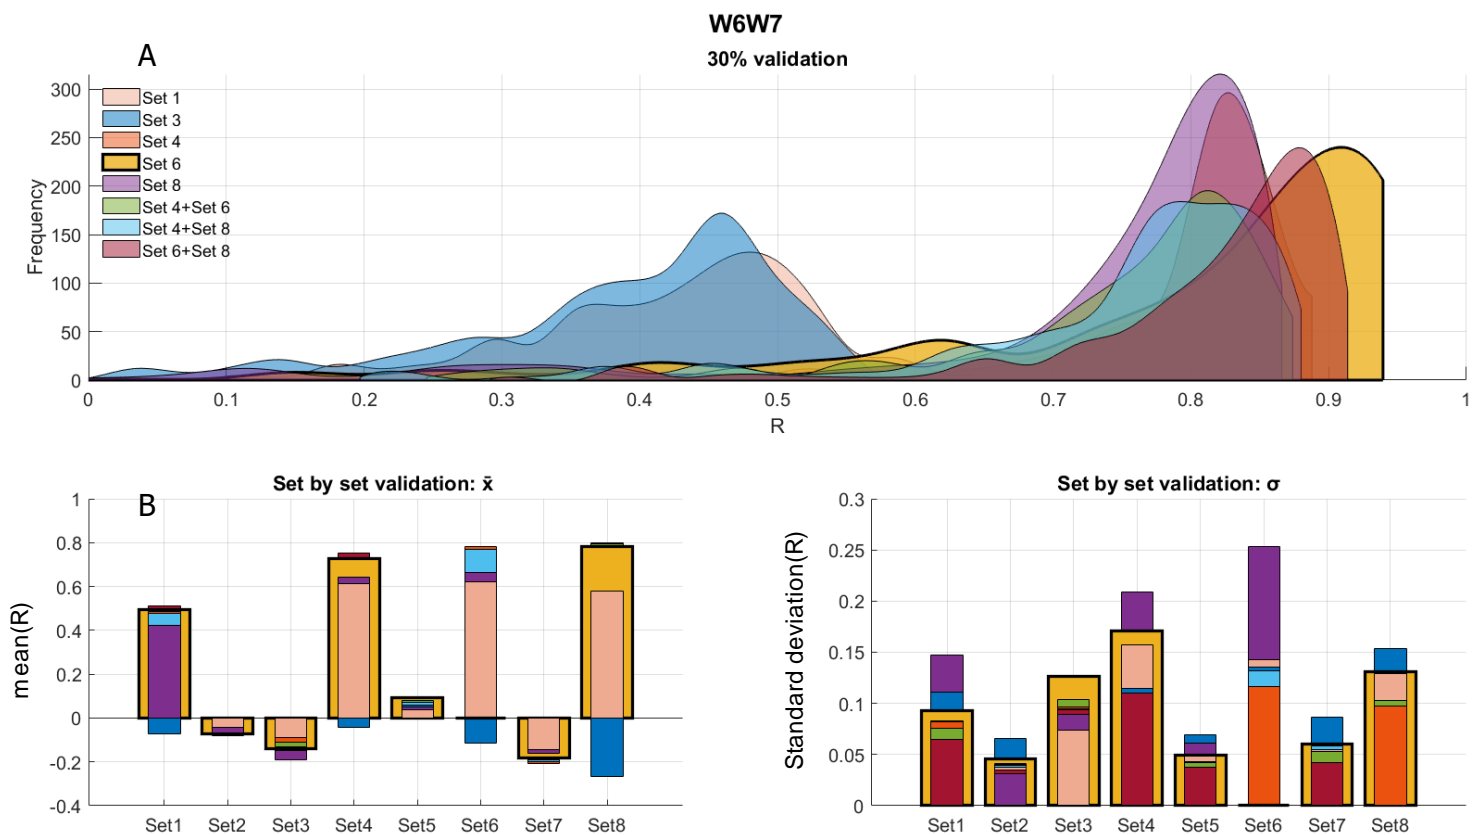 W6W7
A
30% validation
300
250
200
150
100
50
0
Frequency
Set 1
Set 3
Set 4
Set 6
Set 8
Set 4+Set 6
Set 4+Set 8
Set 6+Set 8
0 0.1 0.2 0.3 0.4 0.5 0.6 0.7 0.8 0.9 1
R
B
Set by set validation: x̄
1
0.8
0.6
0.4
0.2
0
-0.2
-0.4
mean(R)
Set1 Set2 Set3 Set4 Set5 Set6 Set7 Set8
Set by set validation: σ
0.3
0.25
0.2
0.15
0.1
0.05
0
Standard deviation(R)
Set1 Set2 Set3 Set4 Set5 Set6 Set7 Set8